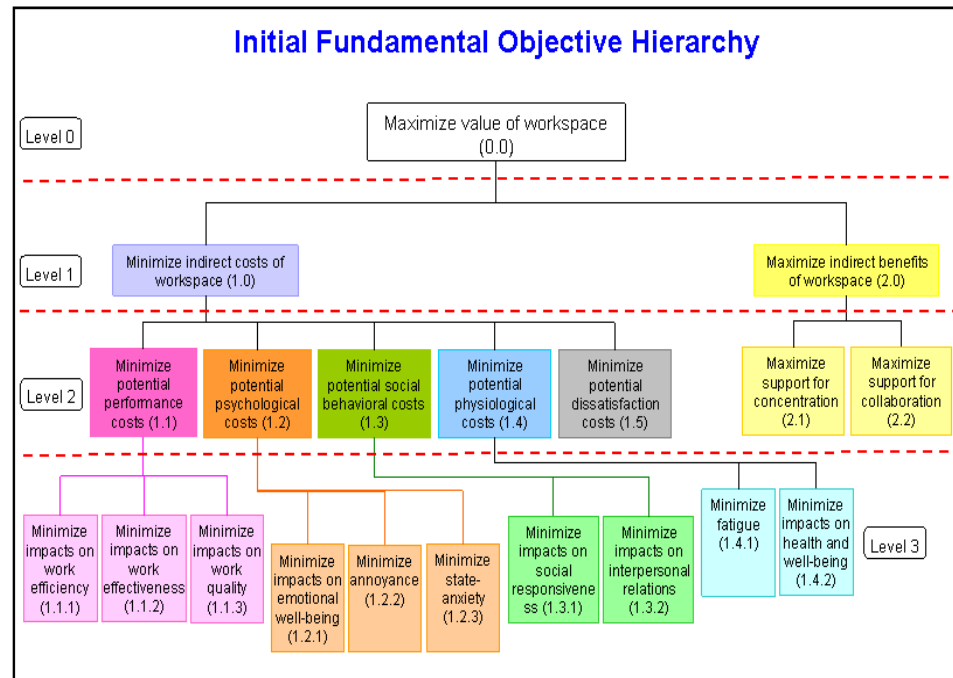 Initial Fundamental Objective Hierarchy
Level 0
Maximize value of workspace
(0.0)
Level 1
Minimize indirect costs of
workspace (1.0)
Maximize indirect benefits
of workspace (2.0)
Level 2
Minimize
potential
performance
costs (1.1)
Minimize
potential
psychological
costs (1.2)
Minimize
potential social
behavioral costs
(1.3)
Minimize
potential
physiological
costs (1.4)
Minimize
potential
dissatisfaction
costs (1.5)
Maximize
support for
concentration
(2.1)
Maximize
support for
collaboration
(2.2)
Minimize
impacts on
work
efficiency
(1.1.1)
Minimize
impacts on
work
effectiveness
(1.1.2)
Minimize
impacts on
work
quality
(1.1.3)
Minimize
impacts on
emotional
well-being
(1.2.1)
Minimize
annoyance
(1.2.2)
Minimize
state-
anxiety
(1.2.3)
Minimize
impacts on
social
responsivene
ss (1.3.1)
Minimize
impacts on
interpersonal
relations
(1.3.2)
Minimize
fatigue
(1.4.1)
Minimize
impacts on
health and
well-being
(1.4.2)
Level 3